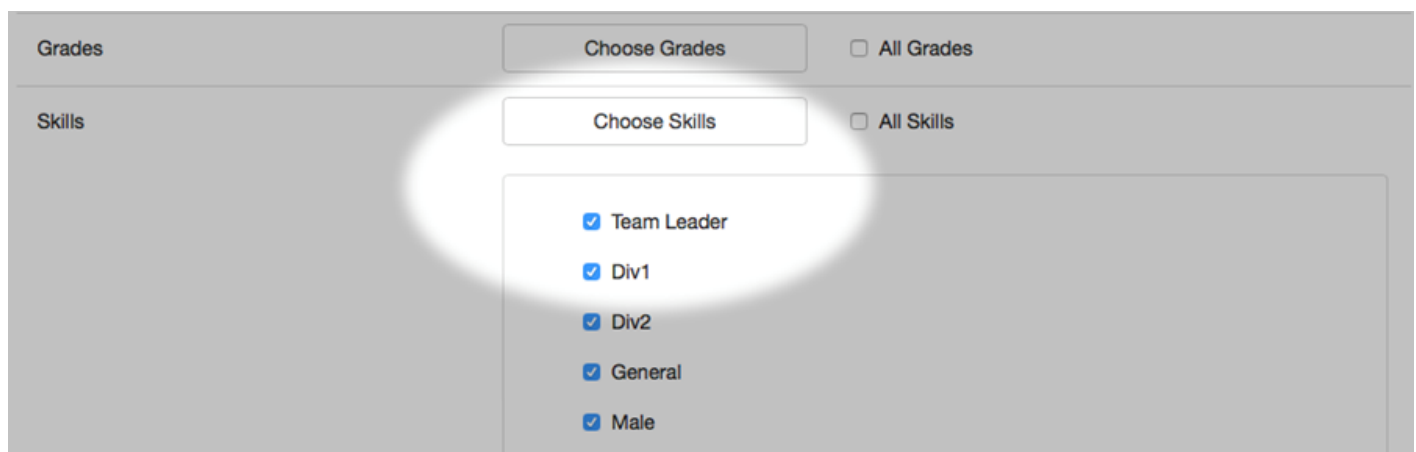 Grades Choose Grades All Grades
Skills Choose Skills All Skills
Team Leader
Div1
Div2
General
Male